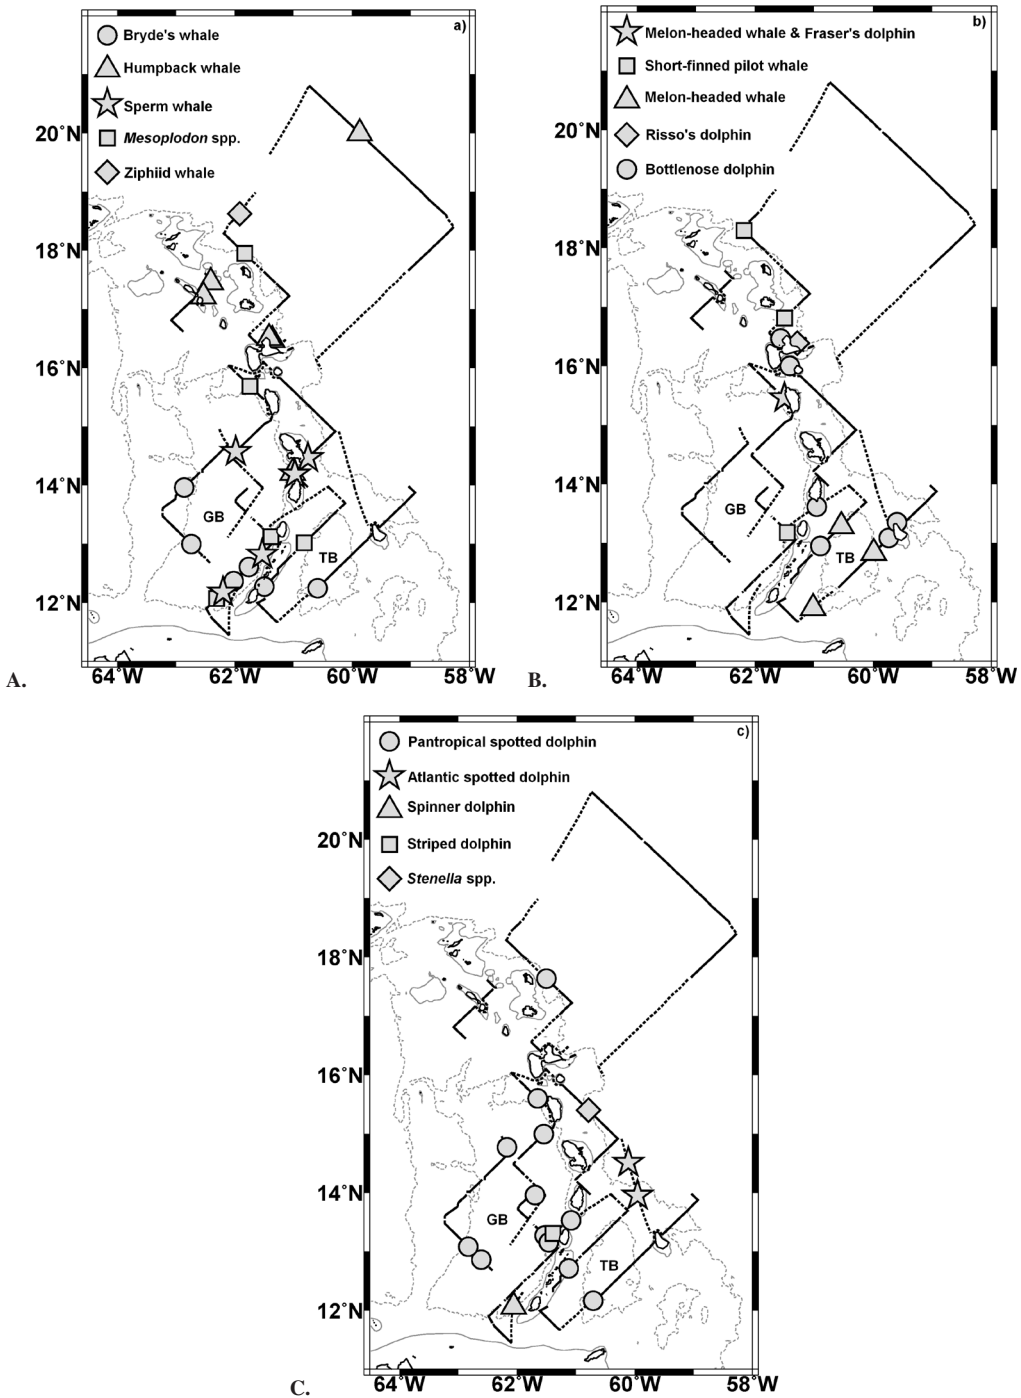 a)
Bryde's whale
Humpback whale
Sperm whale
Mesoplodon spp.
Ziphiid whale
20°N
18°N
16°N
14°N
12°N
GB
TB
64°W 62°W 60°W 58°W
A.
b)
Melon-headed whale & Fraser's dolphin
Short-finned pilot whale
Melon-headed whale
Risso's dolphin
Bottlenose dolphin
20°N
18°N
16°N
14°N
12°N
GB
TB
64°W 62°W 60°W 58°W
B.
c)
Pantropical spotted dolphin
Atlantic spotted dolphin
Spinner dolphin
Striped dolphin
Stenella spp.
20°N
18°N
16°N
14°N
12°N
GB
TB
64°W 62°W 60°W 58°W
C.